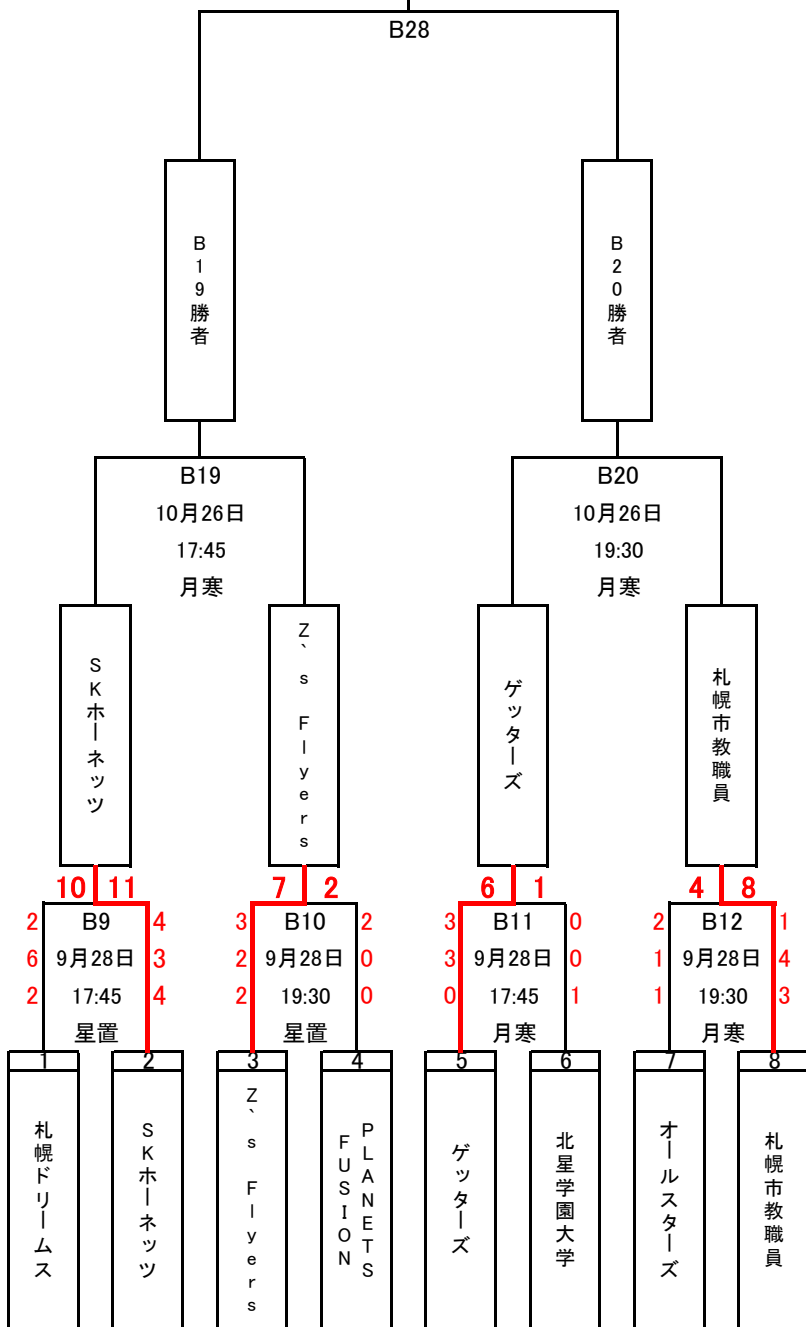 B28
B19勝者
B20勝者
B19
10月26日
17:45
月寒
B20
10月26日
19:30
月寒
SKホーネッツ
Z`s Flyers
ゲッターズ
札幌市教職員
10 11
7 2
6 1
4 8
2 B9 4
6 9月28日 3
2 17:45 4
星置
3 B10 2
2 9月28日 0
2 19:30 0
星置
3 B11 0
3 9月28日 0
0 17:45 1
月寒
2 B12 1
1 9月28日 4
1 19:30 3
月寒
1 2 3 4 5 6 7 8
札幌ドリームス
SKホーネッツ
Z`s Flyers
PLANETS
FUSION
ゲッターズ
北星学園大学
オールスターズ
札幌市教職員